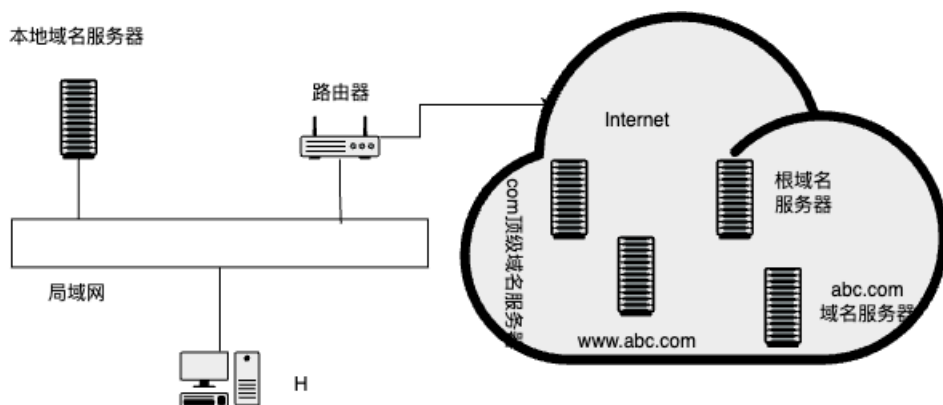 本地域名服务器
路由器
Internet
com顶级域名服务器
根域名
服务器
局域网
abc.com
域名服务器
www.abc.com
H